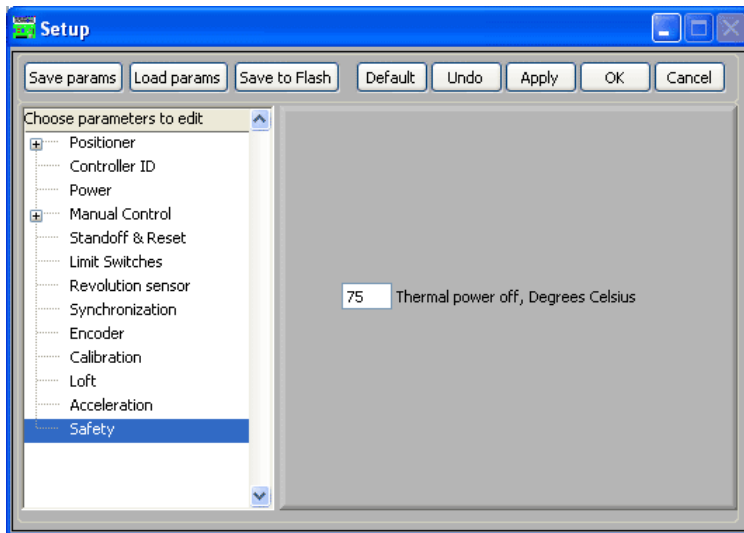 Setup
Save params Load params Save to Flash Default Undo Apply OK Cancel
Choose parameters to edit
Positioner
Controller ID
Power
Manual Control
Standoff & Reset
Limit Switches
Revolution sensor
Synchronization
Encoder
Calibration
Loft
Acceleration
Safety
75 Thermal power off, Degrees Celsius